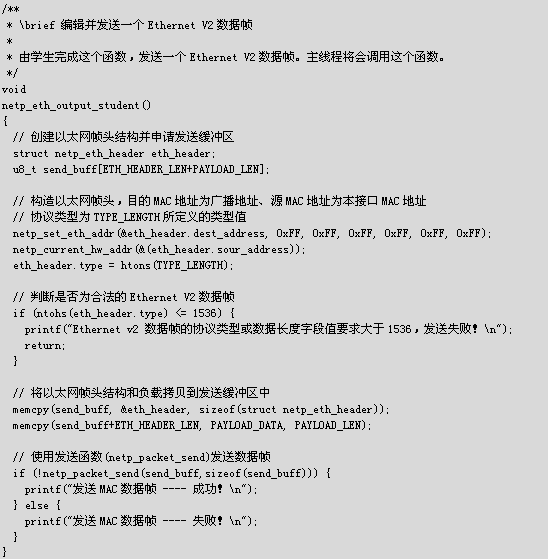 /**
 * \brief 编辑并发送一个 Ethernet V2 数据帧
 *
 * 由学生完成这个函数，发送一个 Ethernet V2 数据帧。主线程将会调用这个函数。
 */
void
netp_eth_output_student()
{
  // 创建以太网帧头结构并申请发送缓冲区
  struct netp_eth_header eth_header;
  u8_t send_buff[ETH_HEADER_LEN+PAYLOAD_LEN];

  // 构造以太网帧头，目的 MAC 地址为广播地址、源 MAC 地址为本接口 MAC 地址
  // 协议类型为 TYPE_LENGTH 所定义的类型值
  netp_set_eth_addr(&eth_header.dest_address, 0xFF, 0xFF, 0xFF, 0xFF, 0xFF, 0xFF);
  netp_current_hw_addr(&(eth_header.sour_address));
  eth_header.type = htons(TYPE_LENGTH);

  // 判断是否为合法的 Ethernet V2 数据帧
  if (ntohs(eth_header.type) <= 1536) {
    printf("Ethernet v2 数据帧的协议类型或数据长度字段值要求大于 1536，发送失败！\n");
    return;
  }

  // 将以太网帧头结构和负载拷贝到发送缓冲区中
  memcpy(send_buff, &eth_header, sizeof(struct netp_eth_header));
  memcpy(send_buff+ETH_HEADER_LEN, PAYLOAD_DATA, PAYLOAD_LEN);

  // 使用发送函数(netp_packet_send)发送数据帧
  if (!netp_packet_send(send_buff,sizeof(send_buff))) {
    printf("发送 MAC 数据帧 ---- 成功！\n");
  } else {
    printf("发送 MAC 数据帧 ---- 失败！\n");
  }
}